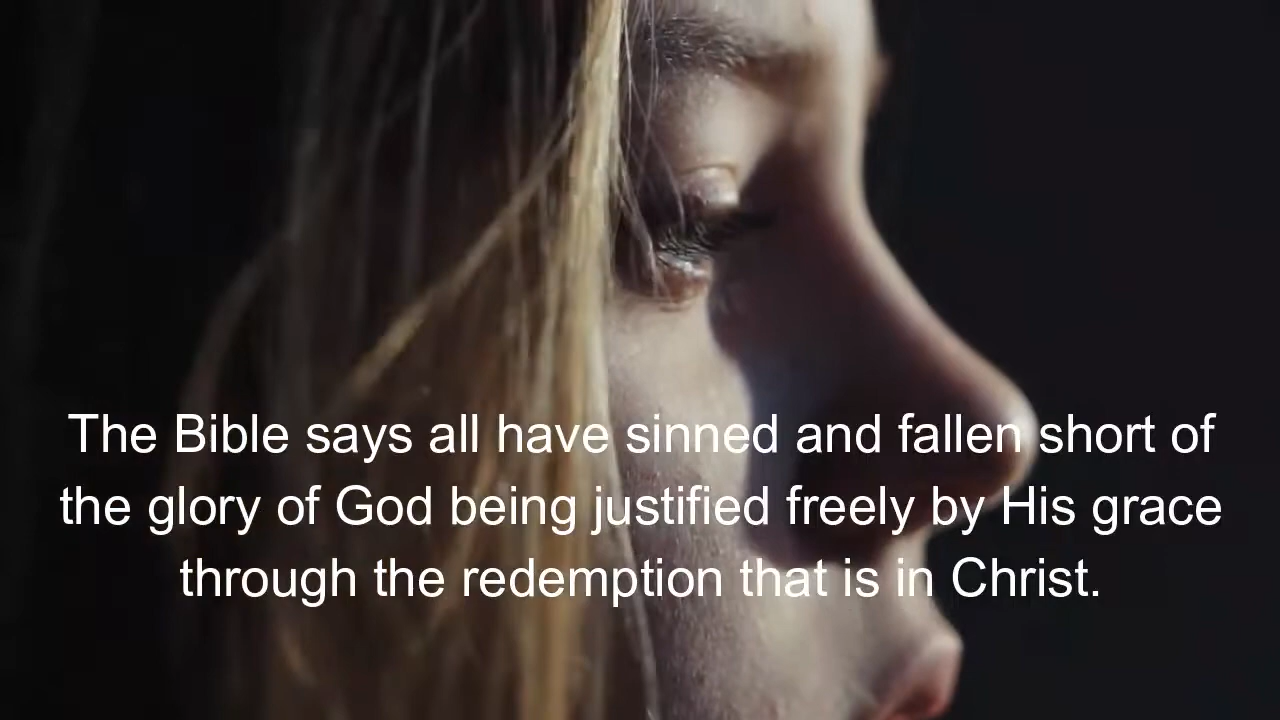 The Bible says all have sinned and fallen short of
the glory of God being justified freely by His grace
through the redemption that is in Christ.